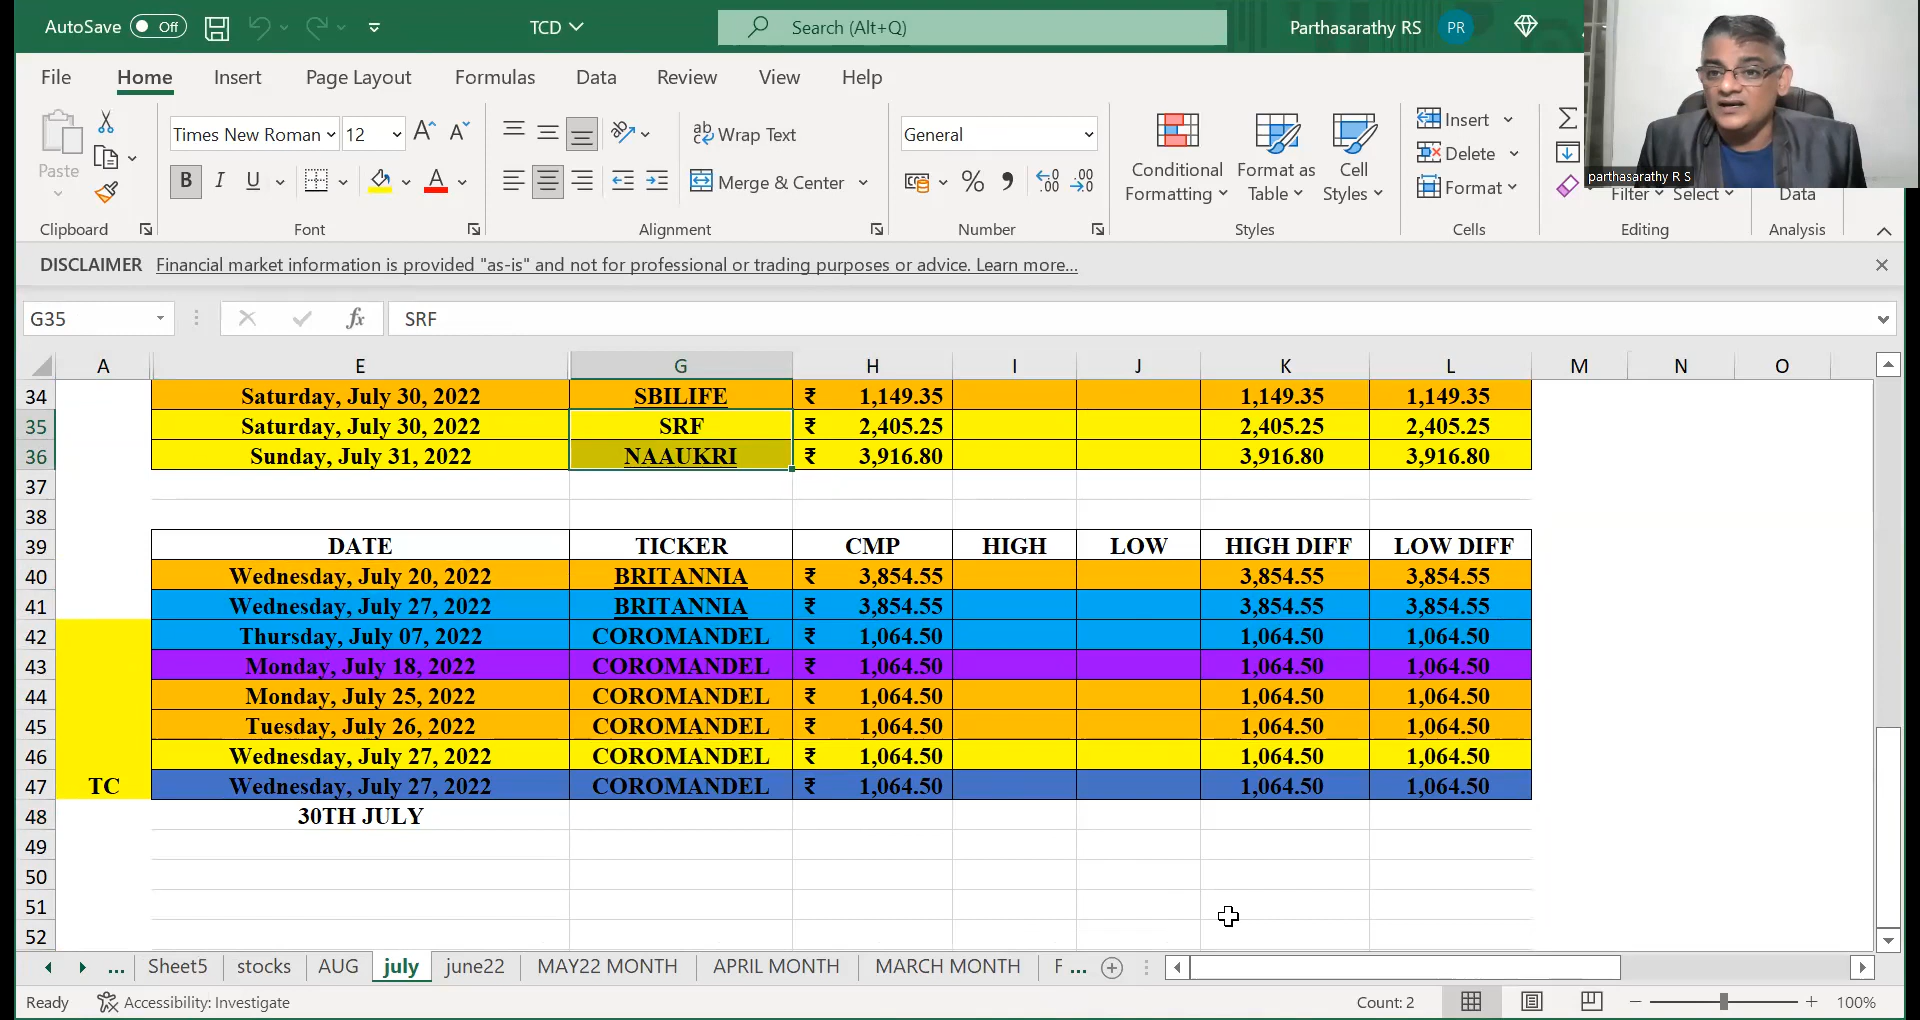 AutoSave Off TCD Search (Alt+Q) Parthasarathy RS PR
File Home Insert Page Layout Formulas Data Review View Help
Paste
Clipboard
Times New Roman 12 A A
B I U A
Font
ab Wrap Text
Merge & Center
Alignment
General
% .00
Number
Conditional Formatting
Format as Table
Cell Styles
Styles
Insert
Delete
Format
Cells
Filter Select
Editing
Data
Analysis
parthasarathy R S
DISCLAIMER Financial market information is provided "as-is" and not for professional or trading purposes or advice. Learn more...
G35 fx SRF
A E G H I J K L M N O
34 Saturday, July 30, 2022 SBILIFE ₹ 1,149.35 1,149.35 1,149.35
35 Saturday, July 30, 2022 SRF ₹ 2,405.25 2,405.25 2,405.25
36 Sunday, July 31, 2022 NAAUKRI ₹ 3,916.80 3,916.80 3,916.80
37
38
39 DATE TICKER CMP HIGH LOW HIGH DIFF LOW DIFF
40 Wednesday, July 20, 2022 BRITANNIA ₹ 3,854.55 3,854.55 3,854.55
41 Wednesday, July 27, 2022 BRITANNIA ₹ 3,854.55 3,854.55 3,854.55
42 Thursday, July 07, 2022 COROMANDEL ₹ 1,064.50 1,064.50 1,064.50
43 Monday, July 18, 2022 COROMANDEL ₹ 1,064.50 1,064.50 1,064.50
44 Monday, July 25, 2022 COROMANDEL ₹ 1,064.50 1,064.50 1,064.50
45 Tuesday, July 26, 2022 COROMANDEL ₹ 1,064.50 1,064.50 1,064.50
46 Wednesday, July 27, 2022 COROMANDEL ₹ 1,064.50 1,064.50 1,064.50
47 TC Wednesday, July 27, 2022 COROMANDEL ₹ 1,064.50 1,064.50 1,064.50
48 30TH JULY
49
50
51
52
... Sheet5 stocks AUG july june22 MAY22 MONTH APRIL MONTH MARCH MONTH F ...
Ready Accessibility: Investigate Count: 2 100%